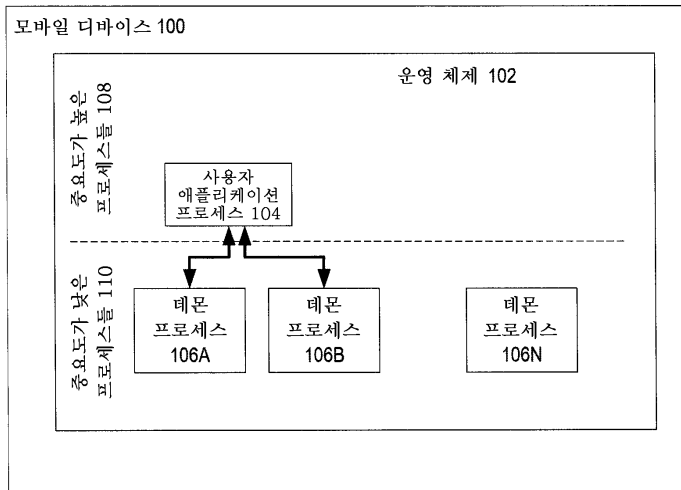 모바일 디바이스 100
운영 체제 102
중요도가 높은
프로세스들 108
사용자
애플리케이션
프로세스 104
중요도가 낮은
프로세스들 110
데몬
프로세스
106A
데몬
프로세스
106B
데몬
프로세스
106N